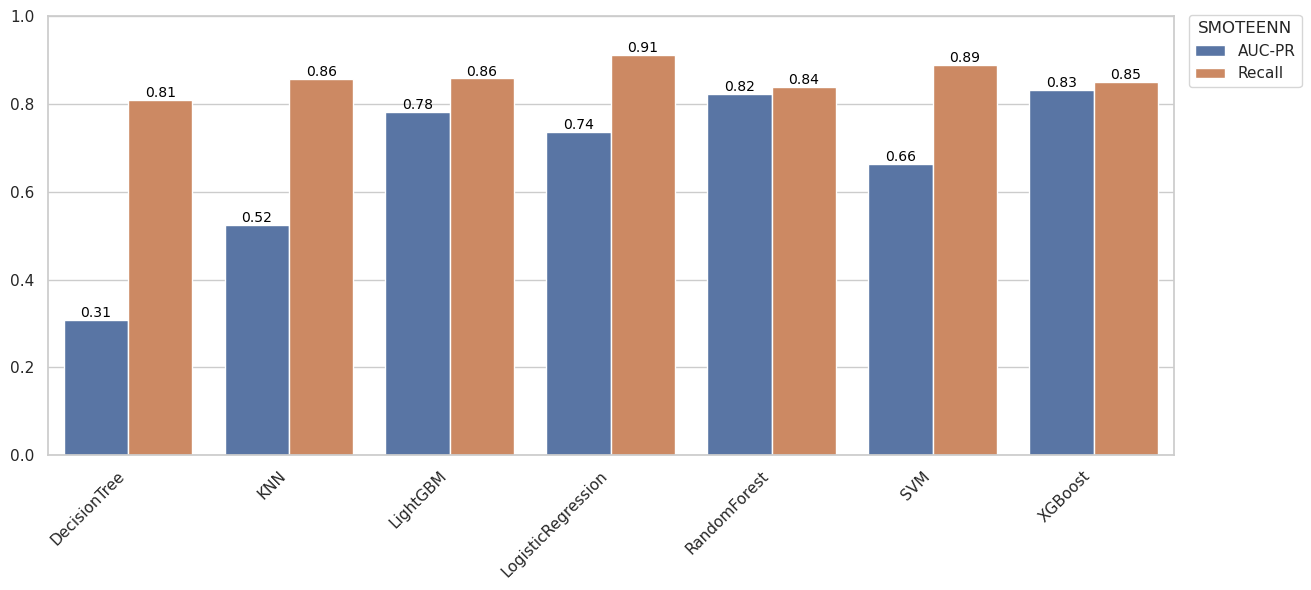 SMOTEENN
AUC-PR
Recall
1.0
0.8
0.6
0.4
0.2
0.0
0.31
0.81
0.52
0.86
0.78
0.86
0.74
0.91
0.82
0.84
0.66
0.89
0.83
0.85
DecisionTree
KNN
LightGBM
LogisticRegression
RandomForest
SVM
XGBoost